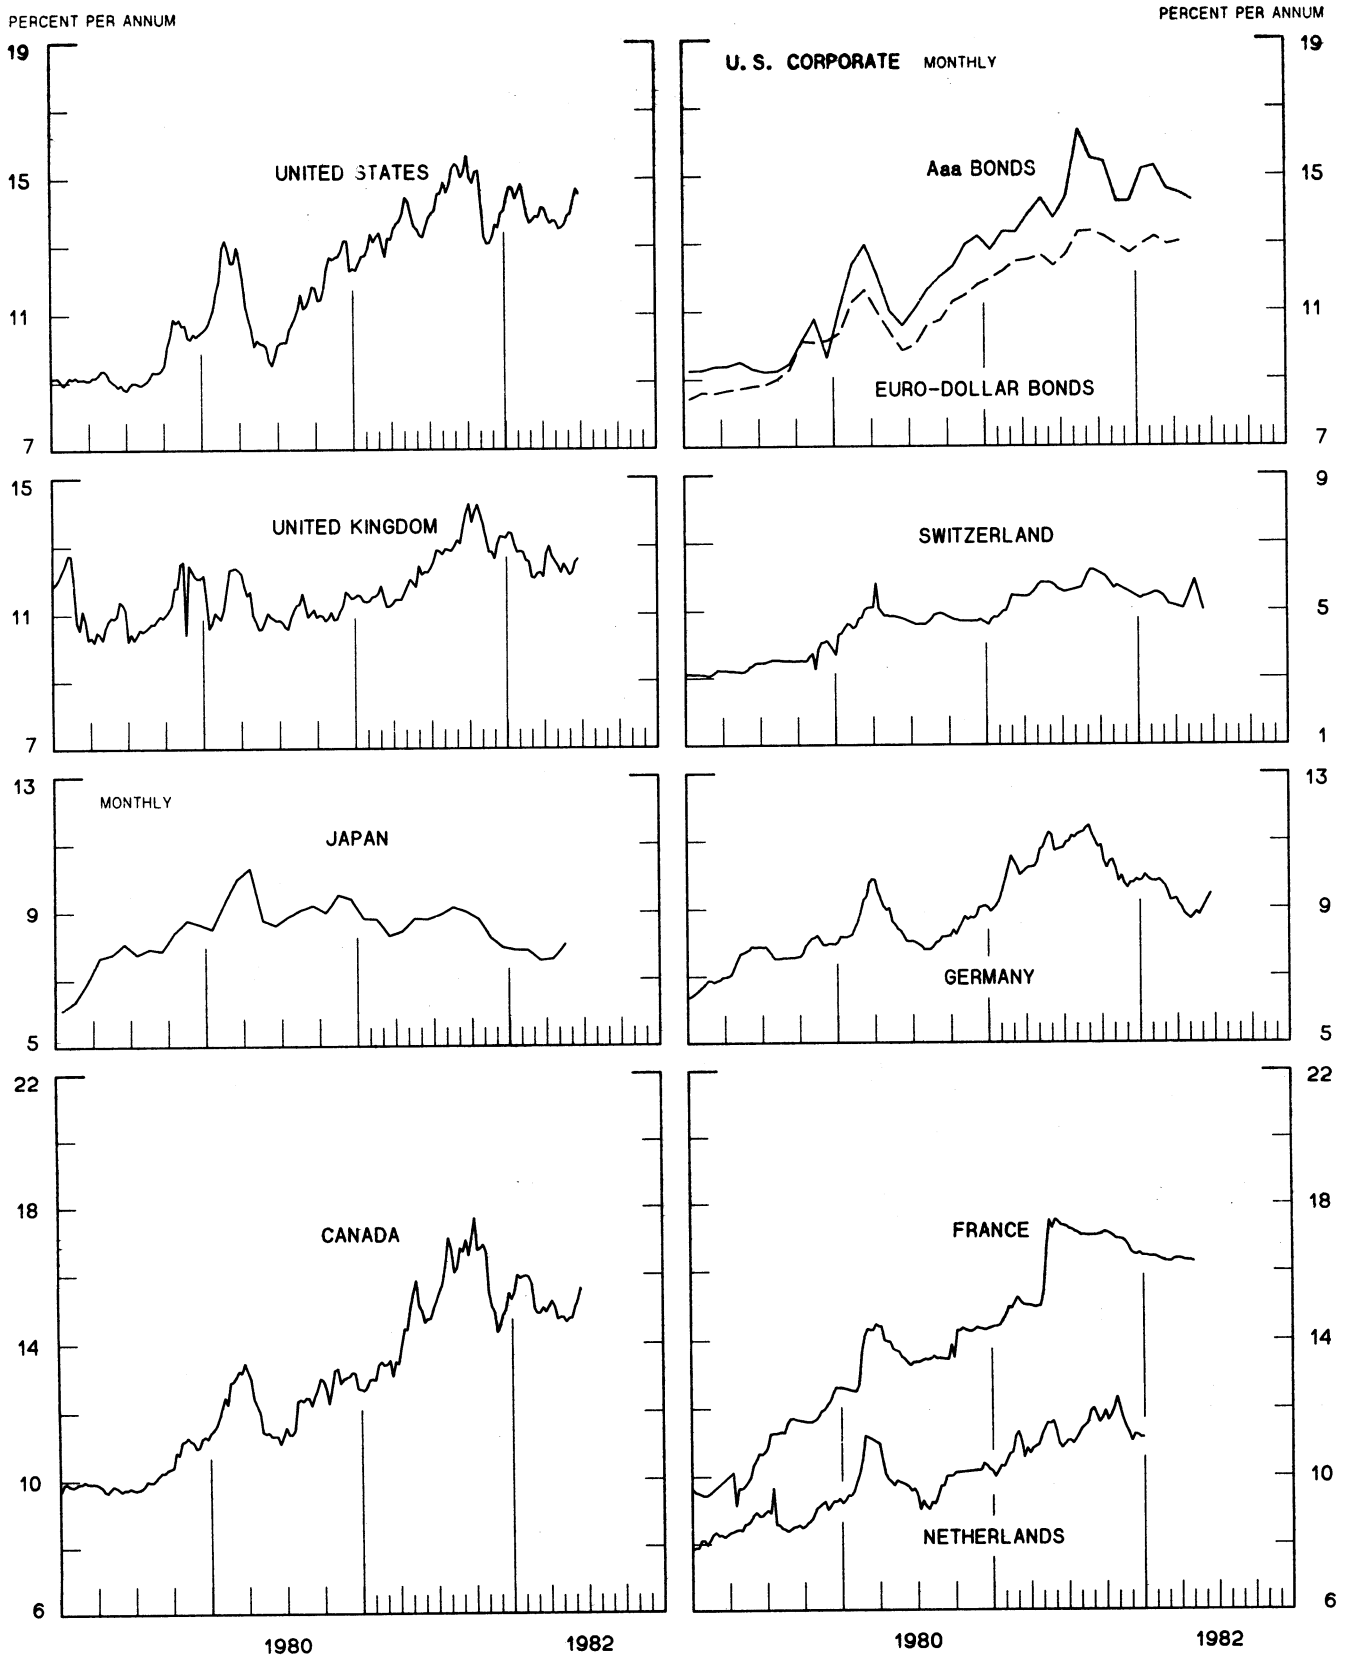 PERCENT PER ANNUM
PERCENT PER ANNUM
19
15
11
7
UNITED STATES
U. S. CORPORATE MONTHLY
Aaa BONDS
EURO-DOLLAR BONDS
19
15
11
7
15
11
7
UNITED KINGDOM
SWITZERLAND
9
5
1
13
9
5
MONTHLY
JAPAN
GERMANY
13
9
5
22
18
14
10
6
CANADA
FRANCE
NETHERLANDS
22
18
14
10
6
1980
1982
1980
1982